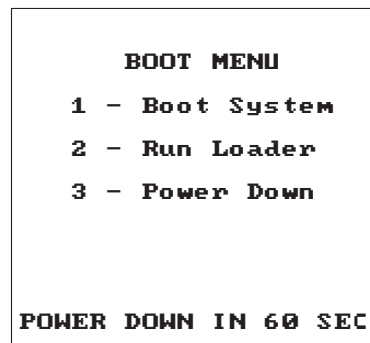 BOOT MENU
1 - Boot System
2 - Run Loader
3 - Power Down
POWER DOWN IN 60 SEC